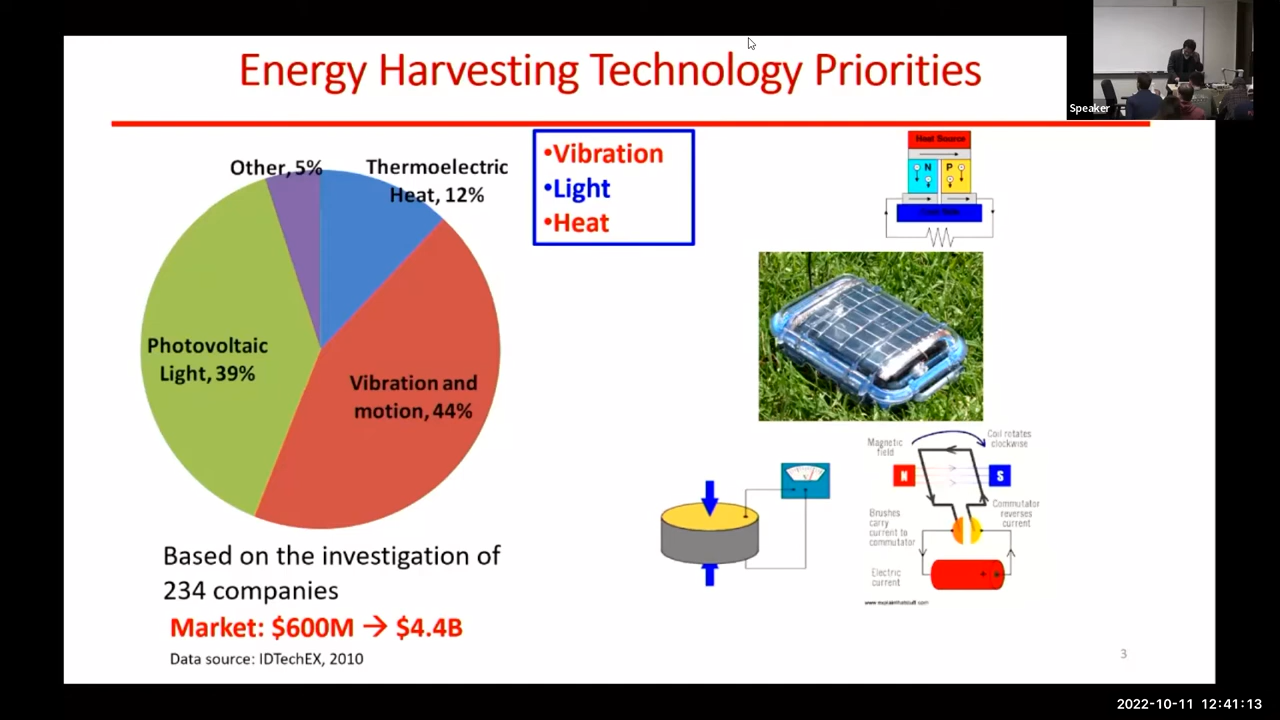 Energy Harvesting Technology Priorities
Speaker
Other, 5%
Thermoelectric
Heat, 12%
Photovoltaic
Light, 39%
Vibration and
motion, 44%
•Vibration
•Light
•Heat
Heat Source
N P
Magnetic
field
Coil rotates
clockwise
N
S
Brushes
carry
current to
commutator
Commutator
reverses
current
Electric
current
+
www.explainthatstuff.com
Based on the investigation of
234 companies
Market: $600M → $4.4B
Data source: IDTechEX, 2010
3
2022-10-11 12:41:13